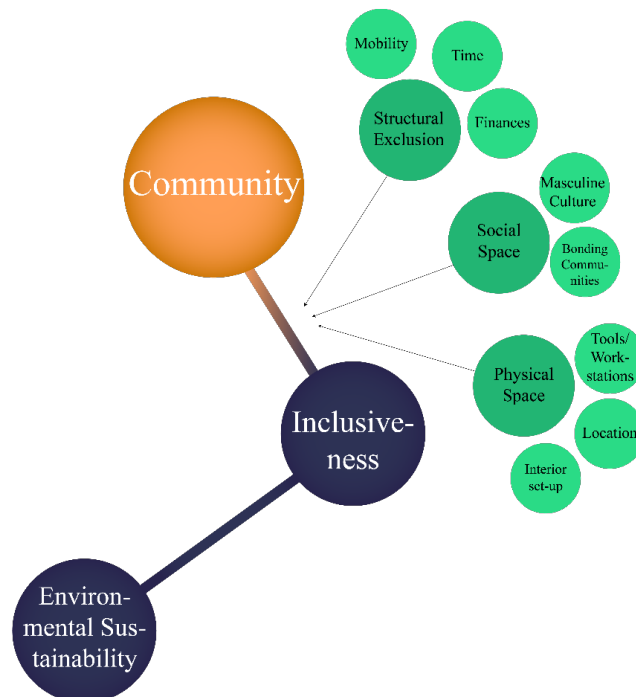 Mobility
Time
Structural
Exclusion
Finances
Community
Masculine
Culture
Social
Space
Bonding
Commu-
nities
Tools/
Work-
stations
Physical
Space
Location
Inclusive-
ness
Interior
set-up
Environ-
mental Sus-
tainability